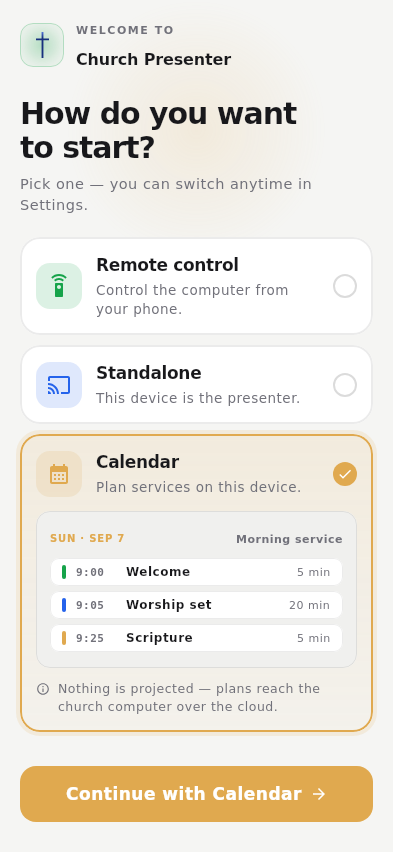 WELCOME TO
Church Presenter
How do you want
to start?
Pick one — you can switch anytime in
Settings.
Remote control
Control the computer from
your phone.
Standalone
This device is the presenter.
Calendar
Plan services on this device.
SUN · SEP 7 Morning service
9:00 Welcome 5 min
9:05 Worship set 20 min
9:25 Scripture 5 min
Nothing is projected — plans reach the
church computer over the cloud.
Continue with Calendar →